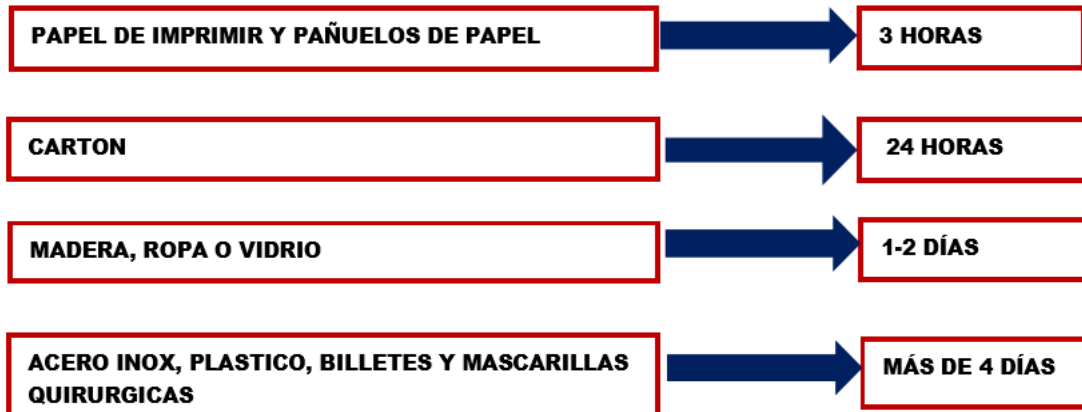 PAPEL DE IMPRIMIR Y PAÑUELOS DE PAPEL
3 HORAS
CARTON
24 HORAS
MADERA, ROPA O VIDRIO
1-2 DÍAS
ACERO INOX, PLASTICO, BILLETES Y MASCARILLAS
QUIRURGICAS
MÁS DE 4 DÍAS